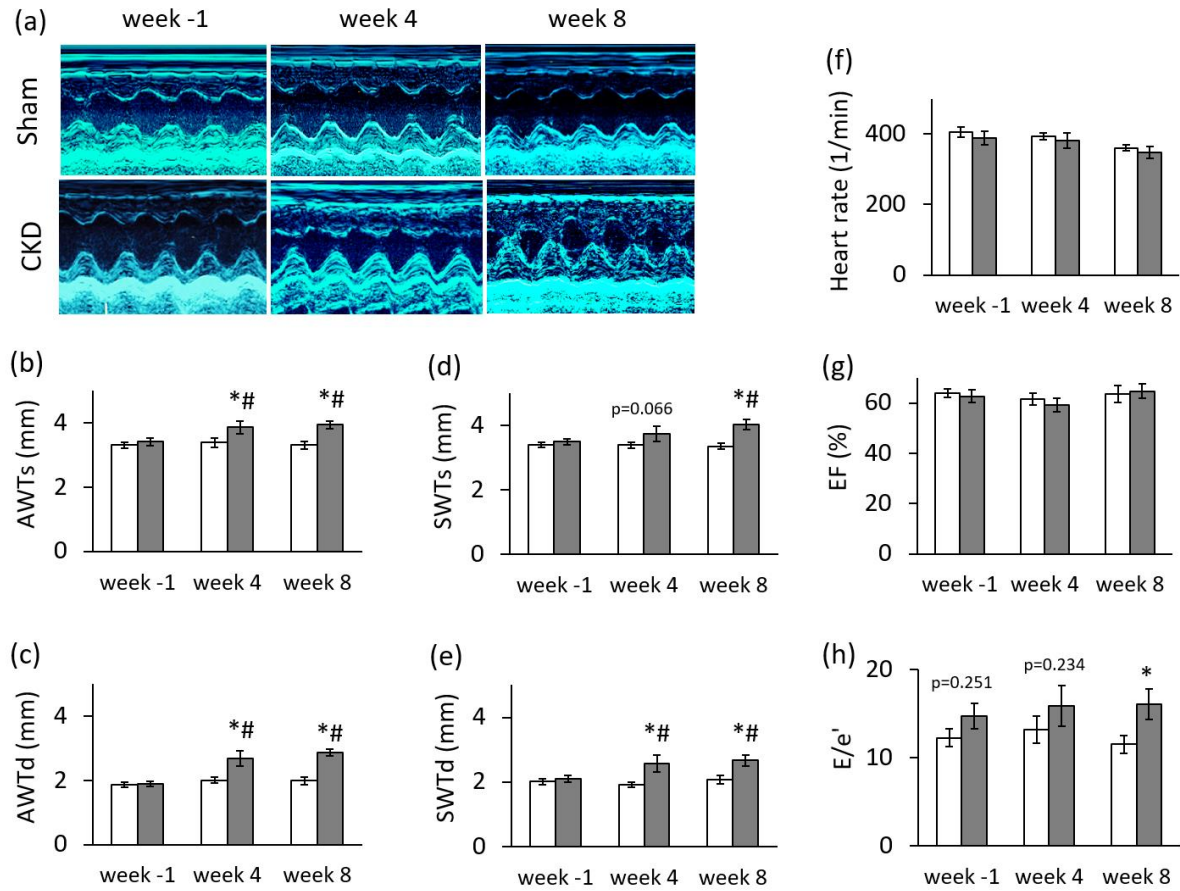 (a)
week -1
week 4
week 8
Sham
CKD
(b)
AWTs (mm)
4
2
0
*#
*#
week -1
week 4
week 8
(c)
AWTd (mm)
4
2
0
*#
*#
week -1
week 4
week 8
(d)
SWTs (mm)
4
2
0
p=0.066
*#
week -1
week 4
week 8
(e)
SWTd (mm)
4
2
0
*#
*#
week -1
week 4
week 8
(f)
Heart rate (1/min)
400
200
0
week -1
week 4
week 8
(g)
EF (%)
60
40
20
0
week -1
week 4
week 8
(h)
E/e'
20
10
0
p=0.251
p=0.234
*
week -1
week 4
week 8